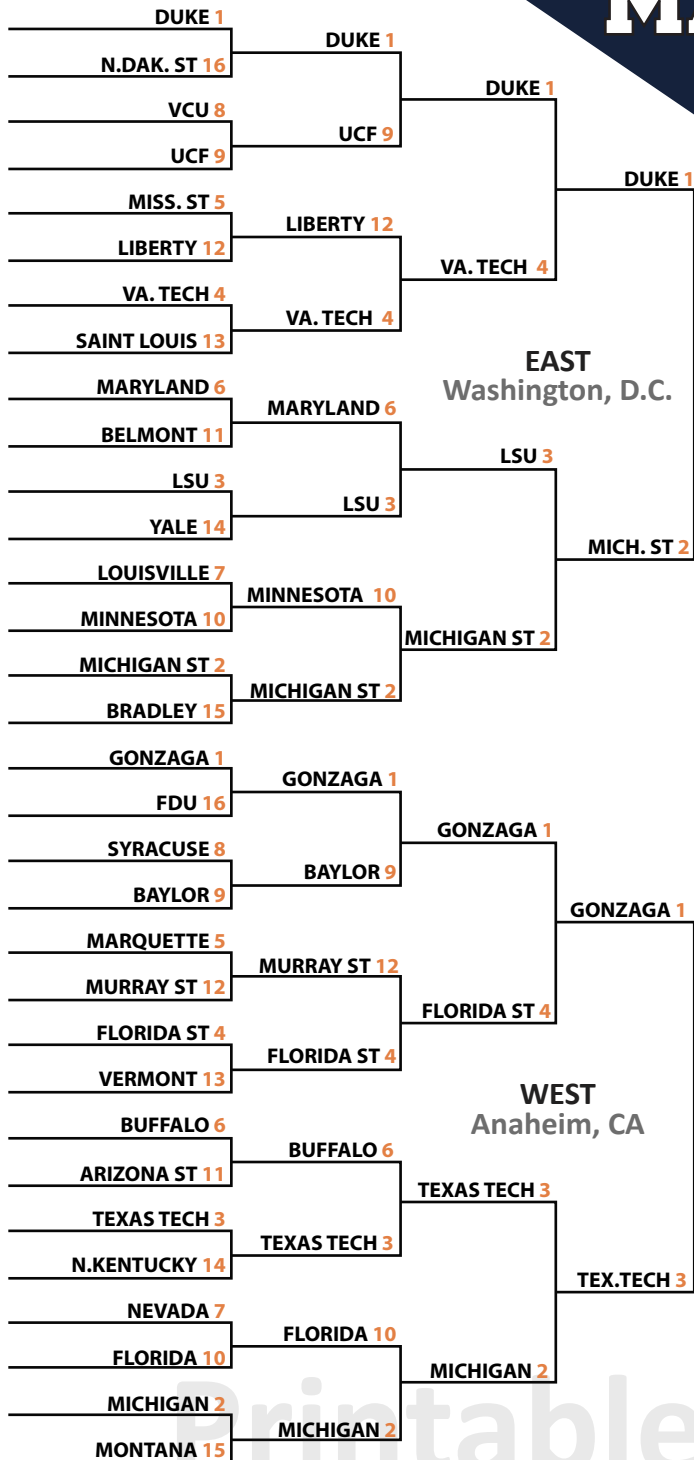 MA
DUKE 1
N.DAK. ST 16
VCU 8
UCF 9
MISS. ST 5
LIBERTY 12
VA. TECH 4
SAINT LOUIS 13
MARYLAND 6
BELMONT 11
LSU 3
YALE 14
LOUISVILLE 7
MINNESOTA 10
MICHIGAN ST 2
BRADLEY 15
GONZAGA 1
FDU 16
SYRACUSE 8
BAYLOR 9
MARQUETTE 5
MURRAY ST 12
FLORIDA ST 4
VERMONT 13
BUFFALO 6
ARIZONA ST 11
TEXAS TECH 3
N.KENTUCKY 14
NEVADA 7
FLORIDA 10
MICHIGAN 2
MONTANA 15
DUKE 1
UCF 9
LIBERTY 12
VA. TECH 4
MARYLAND 6
LSU 3
MINNESOTA 10
MICHIGAN ST 2
GONZAGA 1
BAYLOR 9
MURRAY ST 12
FLORIDA ST 4
BUFFALO 6
TEXAS TECH 3
FLORIDA 10
MICHIGAN 2
DUKE 1
VA. TECH 4
LSU 3
MICHIGAN ST 2
GONZAGA 1
FLORIDA ST 4
TEXAS TECH 3
MICHIGAN 2
DUKE 1
MICH. ST 2
GONZAGA 1
TEX.TECH 3
EAST
Washington, D.C.
WEST
Anaheim, CA
Printable